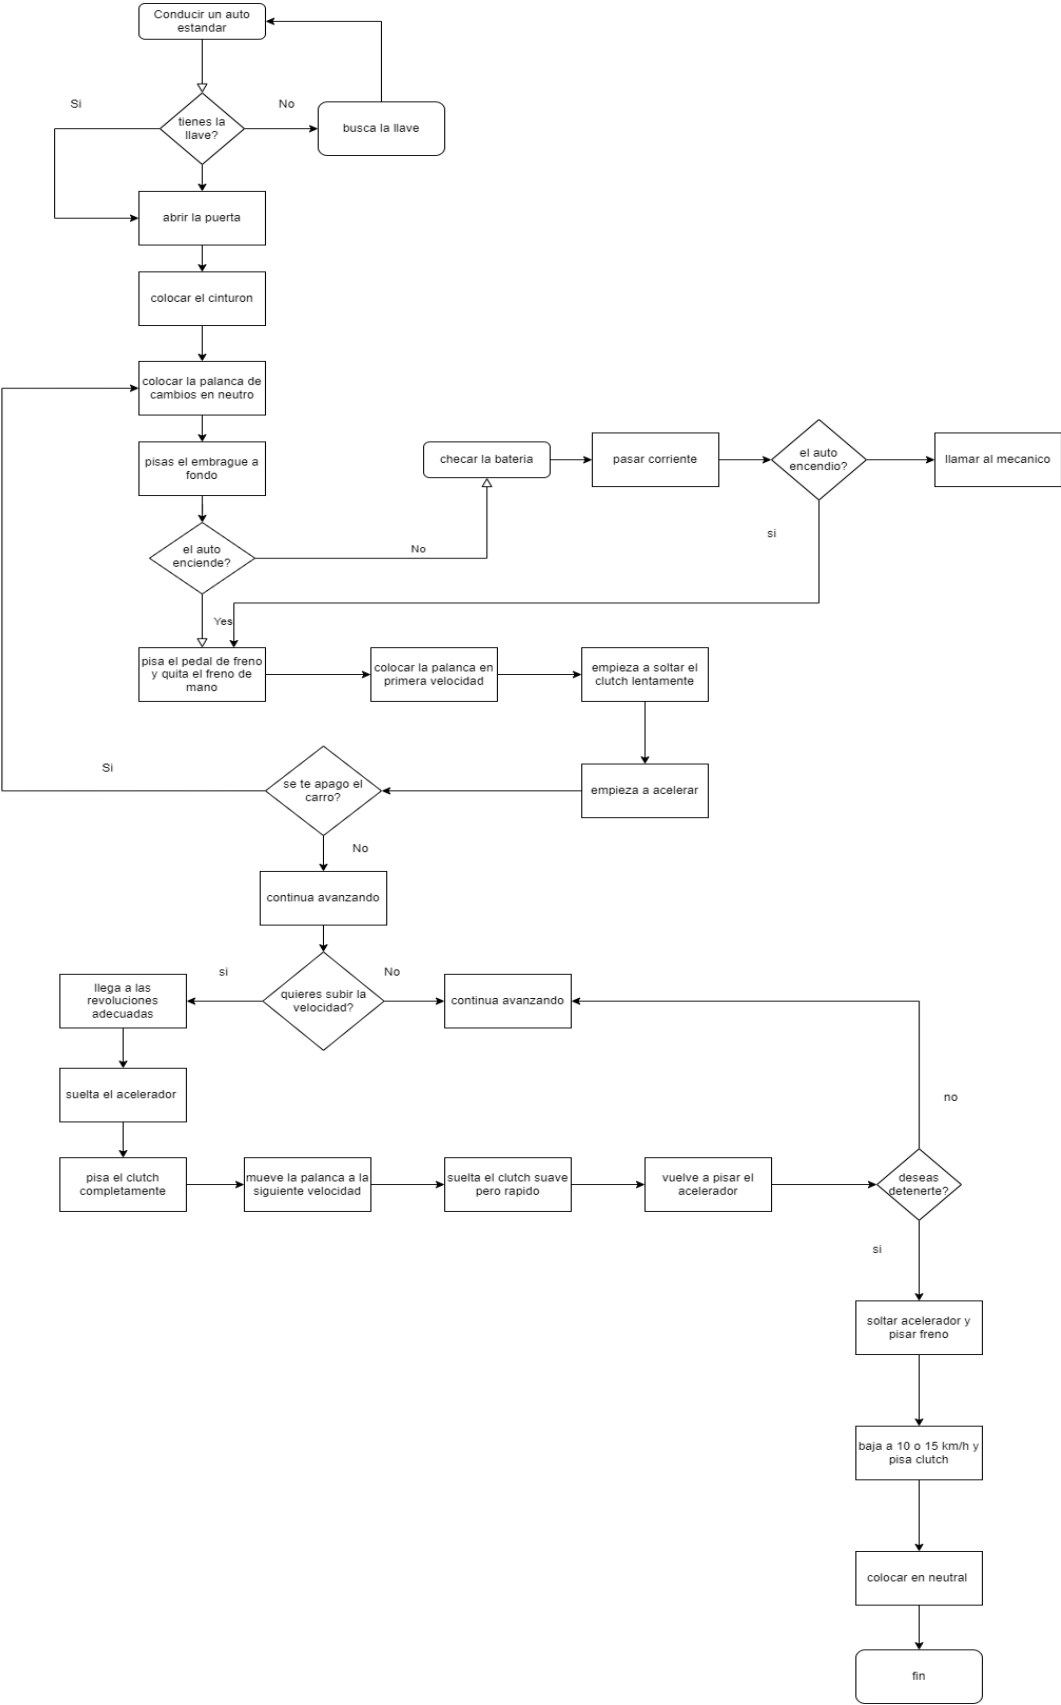 Conducir un auto
estandar
Si
No
tienes la
llave?
busca la llave
abrir la puerta
colocar el cinturon
colocar la palanca de
cambios en neutro
pisas el embrague a
fondo
checar la bateria
pasar corriente
el auto
encendio?
llamar al mecanico
si
el auto
enciende?
No
Yes
pisa el pedal de freno
y quita el freno de
mano
colocar la palanca en
primera velocidad
empieza a soltar el
clutch lentamente
Si
se te apago el
carro?
empieza a acelerar
No
continua avanzando
si
No
llega a las
revoluciones
adecuadas
quieres subir la
velocidad?
continua avanzando
suelta el acelerador
no
pisa el clutch
completamente
mueve la palanca a la
siguiente velocidad
suelta el clutch suave
pero rapido
vuelve a pisar el
acelerador
deseas
detenerte?
si
soltar acelerador y
pisar freno
baja a 10 o 15 km/h y
pisa clutch
colocar en neutral
fin